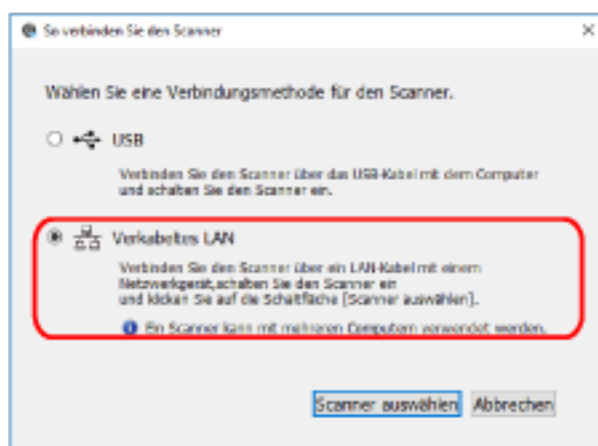 So verbinden Sie den Scanner
Wählen Sie eine Verbindungsmethode für den Scanner.
USB
Verbinden Sie den Scanner über das USB-Kabel mit dem Computer
und schalten Sie den Scanner ein.
Verkabeltes LAN
Verbinden Sie den Scanner über ein LAN-Kabel mit einem
Netzwerkgerät,schalten Sie den Scanner ein
und klicken Sie auf die Schaltfläche [Scanner auswählen].
Ein Scanner kann mit mehreren Computern verwendet werden.
Scanner auswählen Abbrechen